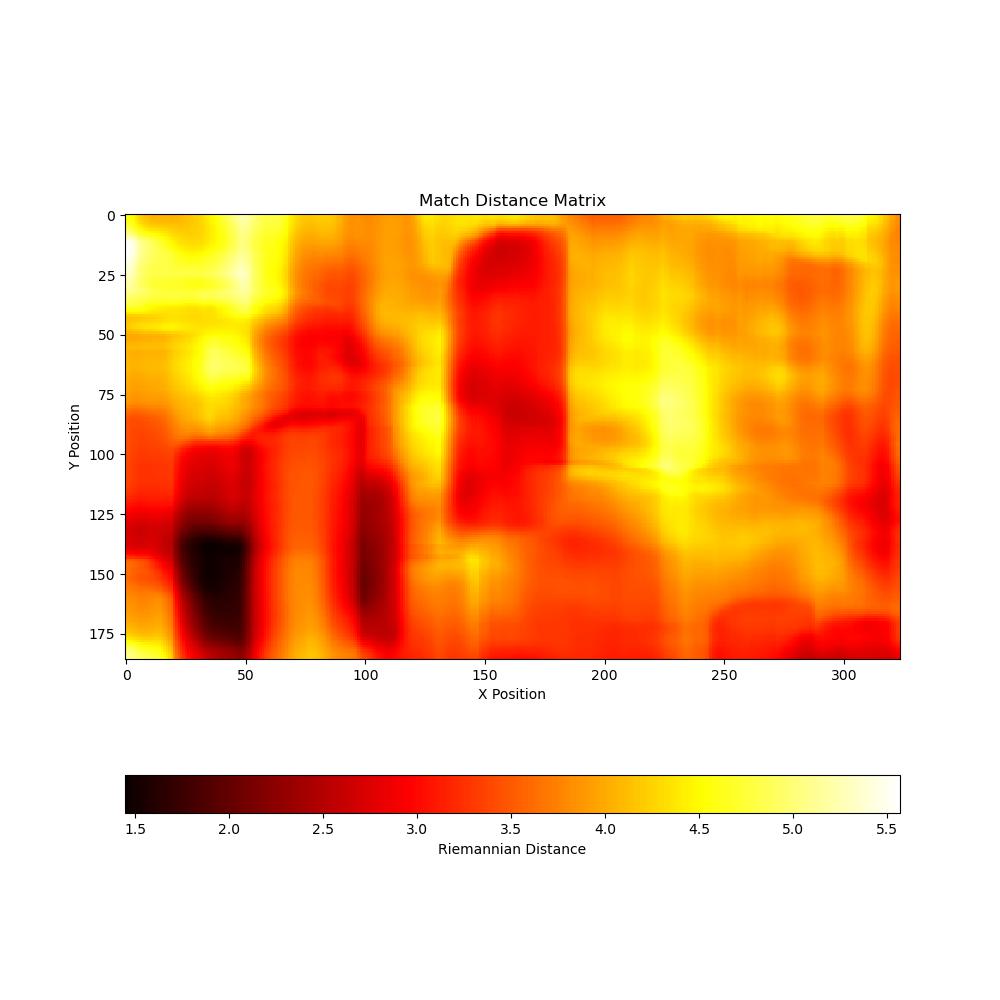 Match Distance Matrix
0
25
50
75
100
125
150
175
Y Position
0 50 100 150 200 250 300
X Position
1.5 2.0 2.5 3.0 3.5 4.0 4.5 5.0 5.5
Riemannian Distance